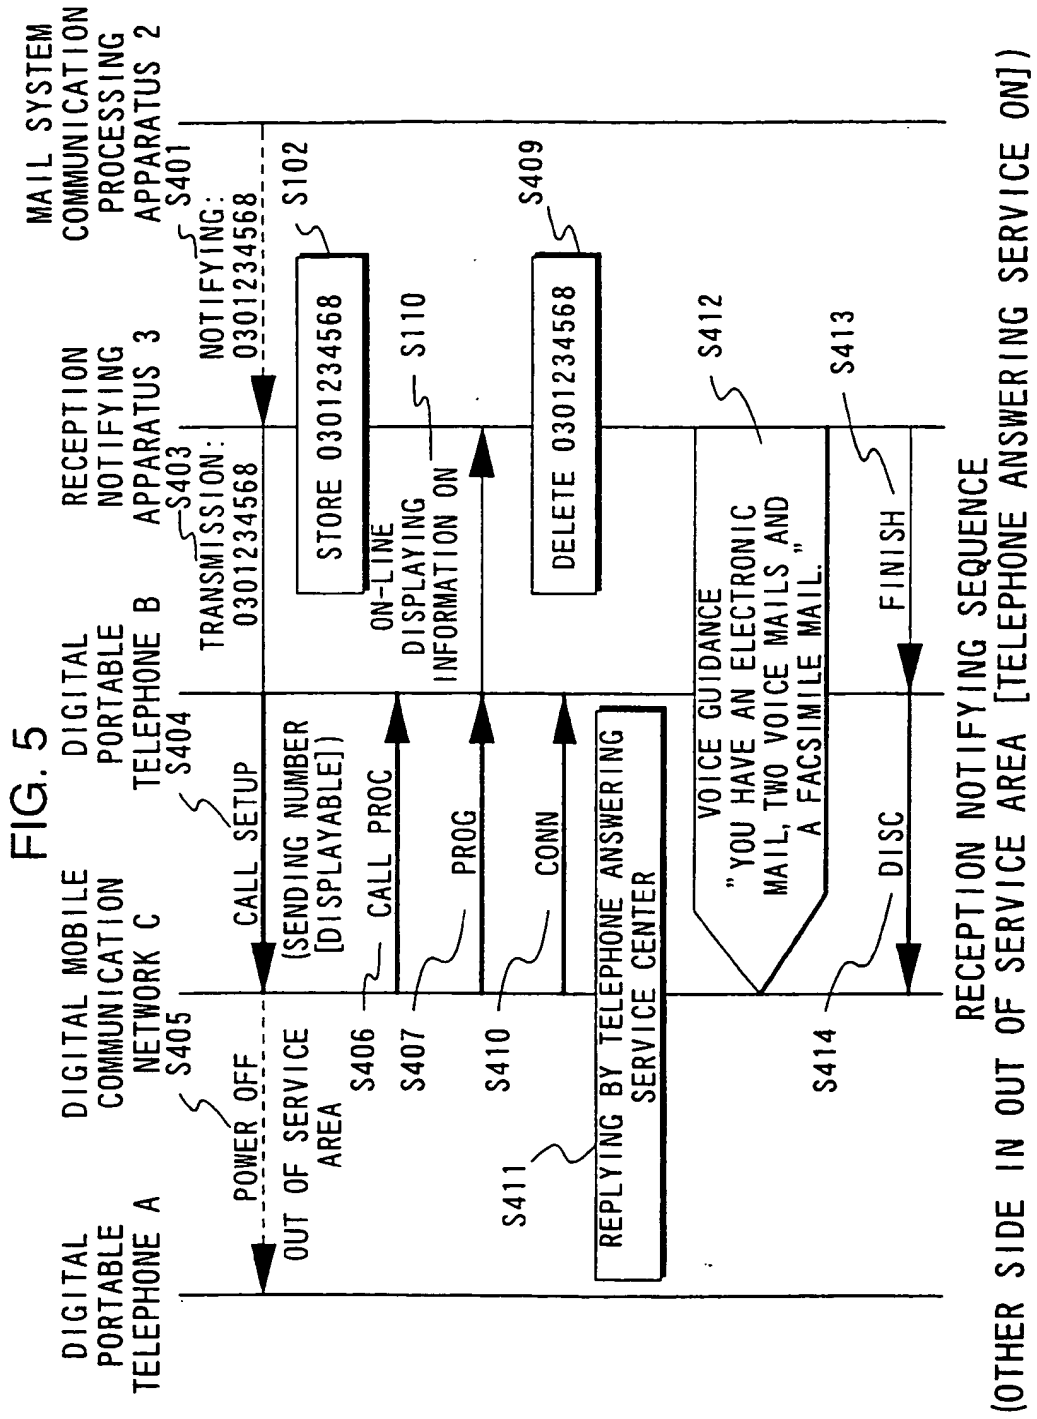 FIG. 5
DIGITAL
PORTABLE
TELEPHONE A
DIGITAL MOBILE
COMMUNICATION
NETWORK C
DIGITAL
PORTABLE
TELEPHONE B
RECEPTION
NOTIFYING
APPARATUS 3
MAIL SYSTEM
COMMUNICATION
PROCESSING
APPARATUS 2
S405
S404
S403
S401
POWER OFF
CALL SETUP
TRANSMISSION:
0301234568
NOTIFYING:
0301234568
OUT OF SERVICE
AREA
(SENDING NUMBER
[DISPLAYABLE])
STORE 0301234568
S102
S406
CALL PROC
ON-LINE
DISPLAYING
INFORMATION ON
S110
S407
PROG
S410
CONN
DELETE 0301234568
S409
S411
REPLYING BY TELEPHONE ANSWERING
SERVICE CENTER
VOICE GUIDANCE
"YOU HAVE AN ELECTRONIC
MAIL, TWO VOICE MAILS AND
A FACSIMILE MAIL."
S412
S414
DISC
FINISH
S413
RECEPTION NOTIFYING SEQUENCE
(OTHER SIDE IN OUT OF SERVICE AREA [TELEPHONE ANSWERING SERVICE ON])